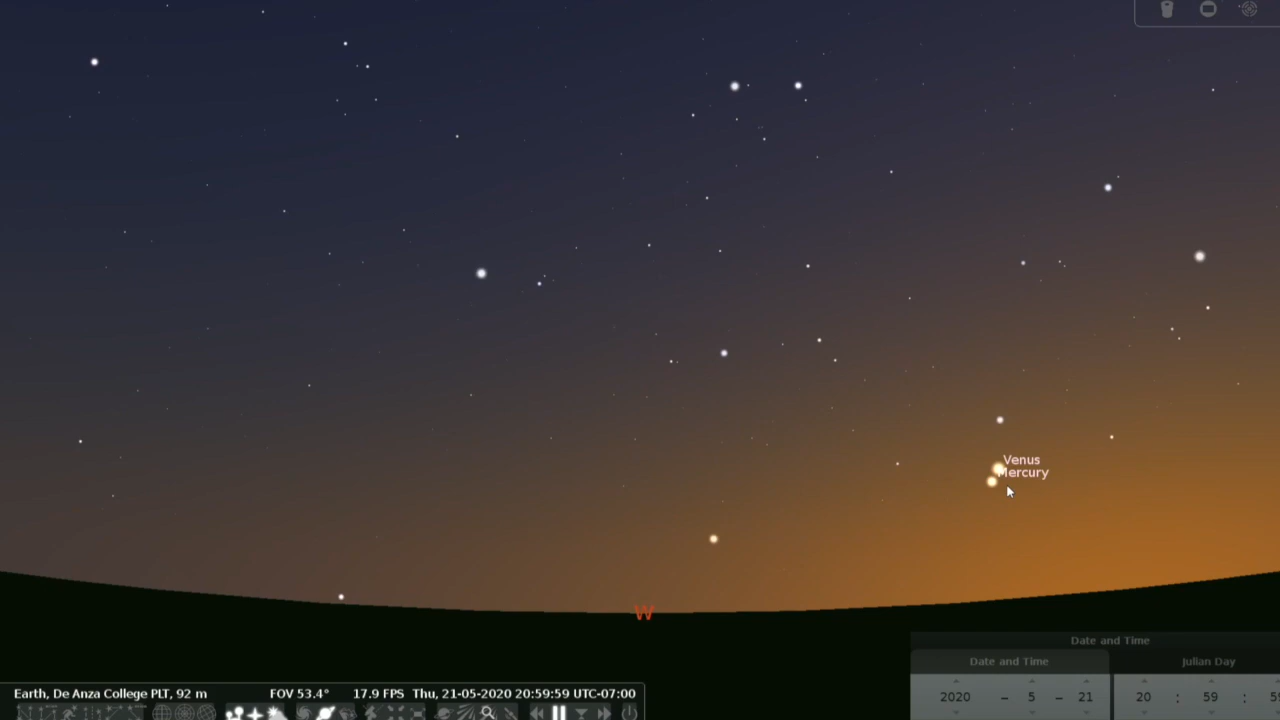 Venus
Mercury
W
Date and Time
Date and Time Julian Day
2020 - 5 - 21 20 : 59 :
Earth, De Anza College PLT, 92 m FOV 53.4° 17.9 FPS Thu, 21-05-2020 20:59:59 UTC-07:00